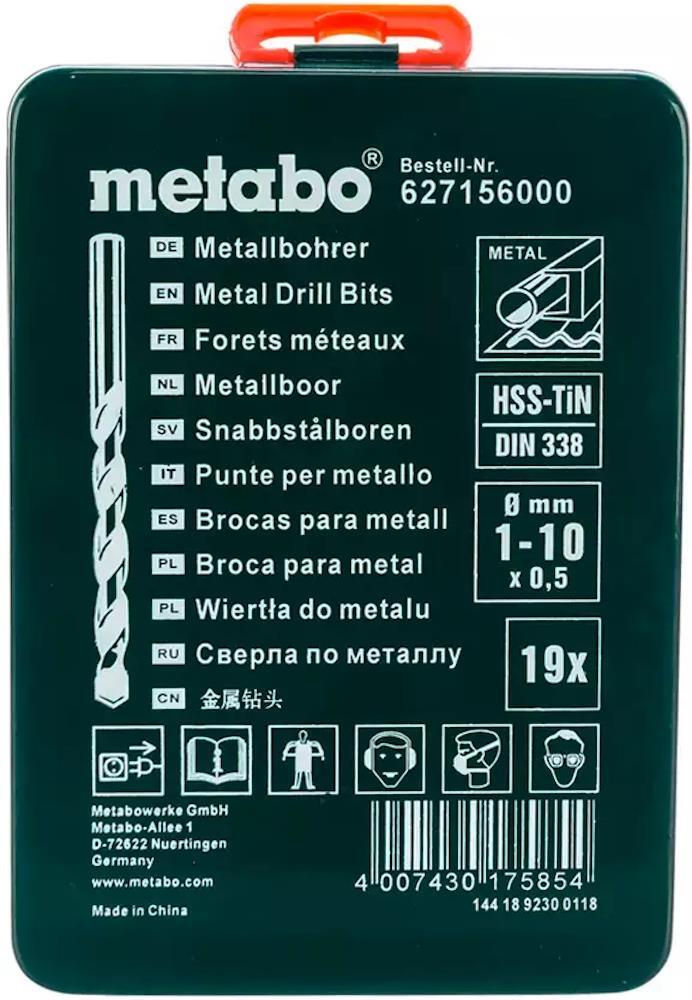 metabo®
Bestell-Nr.
627156000
DE Metallbohrer
EN Metal Drill Bits
FR Forets méteaux
NL Metallboor
SV Snabbstålboren
IT Punte per metallo
ES Brocas para metall
PL Broca para metal
PL Wiertła do metalu
RU Сверла по металлу
CN 金属钻头
METAL
HSS-TiN
DIN 338
Ø mm
1-10
x 0,5
19x
Metabowerke GmbH
Metabo-Allee 1
D-72622 Nuertingen
Germany
www.metabo.com
Made in China
4 007430 175854
144 18 9230 0118